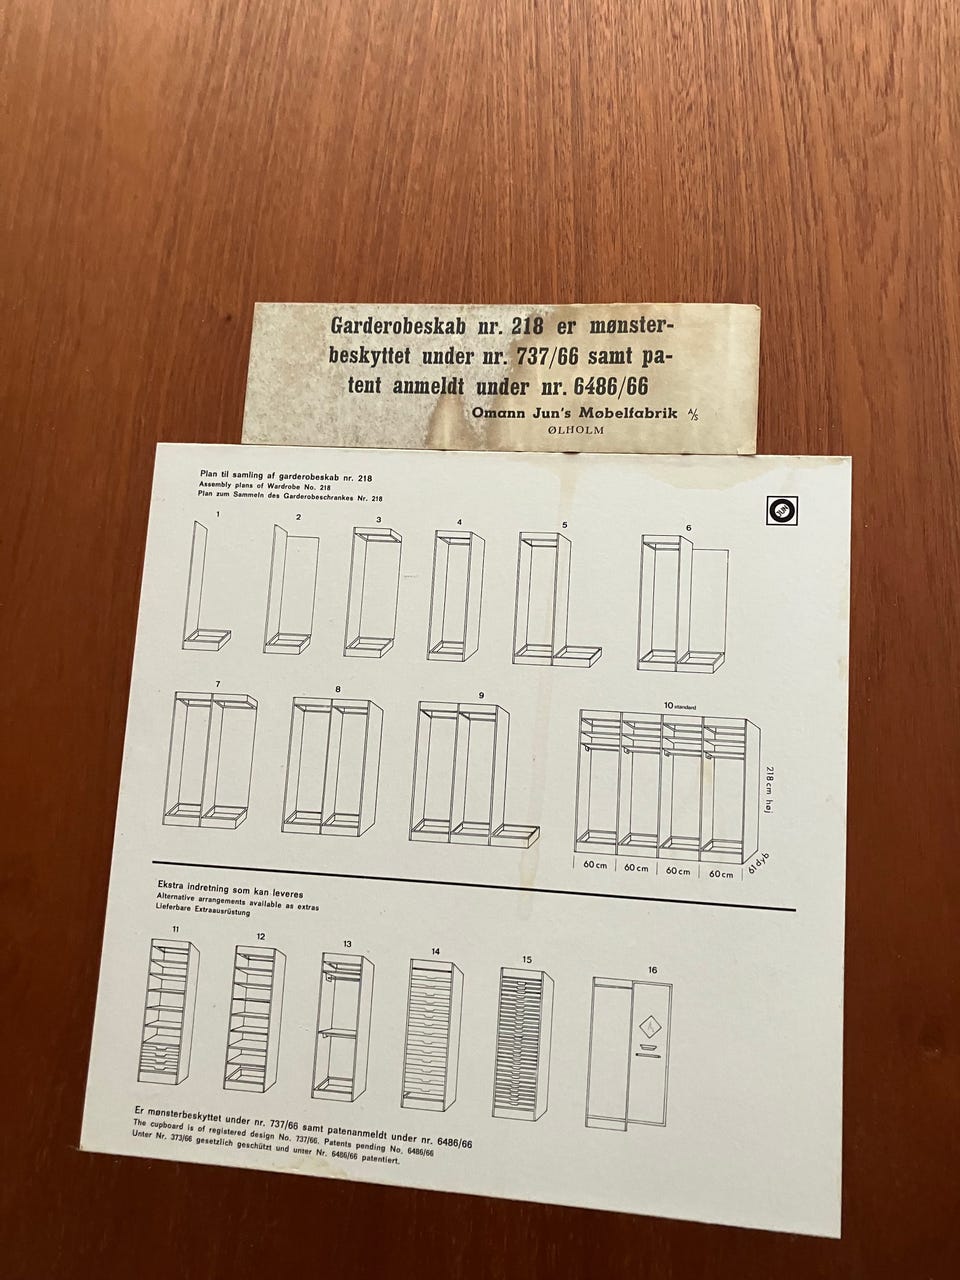 Garderobeskab nr. 218 er mønster-
beskyttet under nr. 737/66 samt pa-
tent anmeldt under nr. 6486/66
Omann Jun's Møbelfabrik A/S
ØLHOLM
Plan til samling af garderobeskab nr. 218
Assembly plans of Wardrobe No. 218
Plan zum Sammeln des Garderobeschrankes Nr. 218
JUN
1 2 3 4 5 6
7 8 9 10 standard
218 cm høj
60 cm 60 cm 60 cm 60 cm 61 dyb
Ekstra indretning som kan leveres
Alternative arrangements available as extras
Lieferbare Extraausrüstung
11 12 13 14 15 16
Er mønsterbeskyttet under nr. 737/66 samt patenanmeldt under nr. 6486/66
The cupboard is of registered design No. 737/66. Patents pending No. 6486/66
Unter Nr. 373/66 gesetzlich geschützt und unter Nr. 6486/66 patentiert.